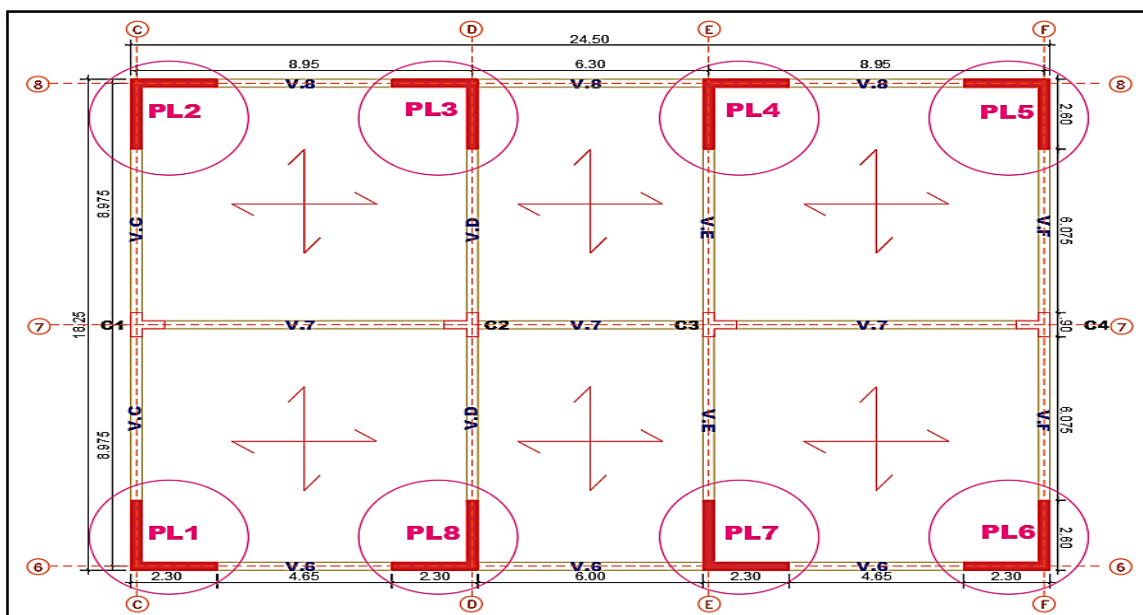 C D E F
24.50
8.95 6.30 8.95
8 V.8 V.8 V.8 8
PL2 PL3 PL4 PL5
2.60
8.975
V.C V.D V.E V.F
6.075
18.25
7 C1 V.7 C2 V.7 C3 V.7 C4 7
.90
V.C V.D V.E V.F
6.075
8.975
PL1 PL8 PL7 PL6
2.60
6 V.6 V.6 V.6 6
2.30 4.65 2.30 6.00 2.30 4.65 2.30
C D E F